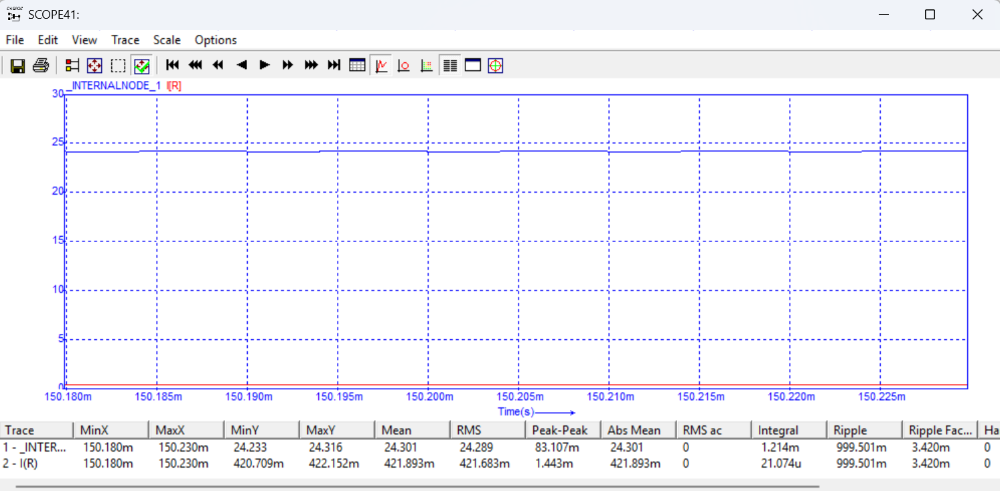 CASPOC
SCOPE41:
File Edit View Trace Scale Options
_INTERNALNODE_1 I[R]
30
25
20
15
10
5
0
150.180m 150.185m 150.190m 150.195m 150.200m 150.205m 150.210m 150.215m 150.220m 150.225m
Time(s)
Trace MinX MaxX MinY MaxY Mean RMS Peak-Peak Abs Mean RMS ac Integral Ripple Ripple Fac... Ha
1 - _INTER... 150.180m 150.230m 24.233 24.316 24.301 24.289 83.107m 24.301 0 1.214m 999.501m 3.420m 0
2 - I(R) 150.180m 150.230m 420.709m 422.152m 421.893m 421.683m 1.443m 421.893m 0 21.074u 999.501m 3.420m 0